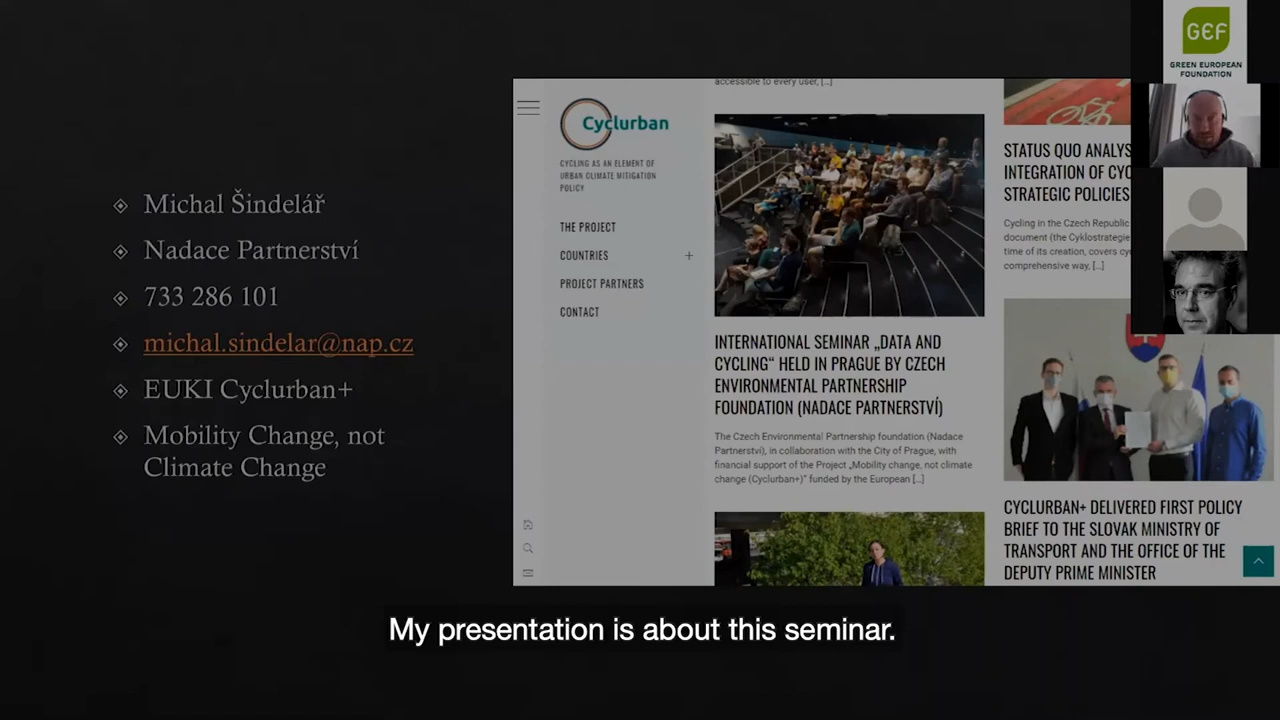 Michal Šindelář
Nadace Partnerství
733 286 101
michal.sindelar@nap.cz
EUKI Cyclurban+
Mobility Change, not
Climate Change
Cyclurban
CYCLING AS AN ELEMENT OF
URBAN CLIMATE MITIGATION
POLICY
THE PROJECT
COUNTRIES +
PROJECT PARTNERS
CONTACT
accessible to every user, [...]
INTERNATIONAL SEMINAR „DATA AND
CYCLING“ HELD IN PRAGUE BY CZECH
ENVIRONMENTAL PARTNERSHIP
FOUNDATION (NADACE PARTNERSTVÍ)
The Czech Environmental Partnership foundation (Nadace
Partnerství), in collaboration with the City of Prague, with
financial support of the Project „Mobility change, not climate
change (Cyclurban+)“ funded by the European [...]
STATUS QUO ANALYS
INTEGRATION OF CYC
STRATEGIC POLICIES
Cycling in the Czech Republic
document (the Cyklostrategie
time of its creation, covers cy
comprehensive way, [...]
CYCLURBAN+ DELIVERED FIRST POLICY
BRIEF TO THE SLOVAK MINISTRY OF
TRANSPORT AND THE OFFICE OF THE
DEPUTY PRIME MINISTER
GEF
GREEN EUROPEAN
FOUNDATION
My presentation is about this seminar.